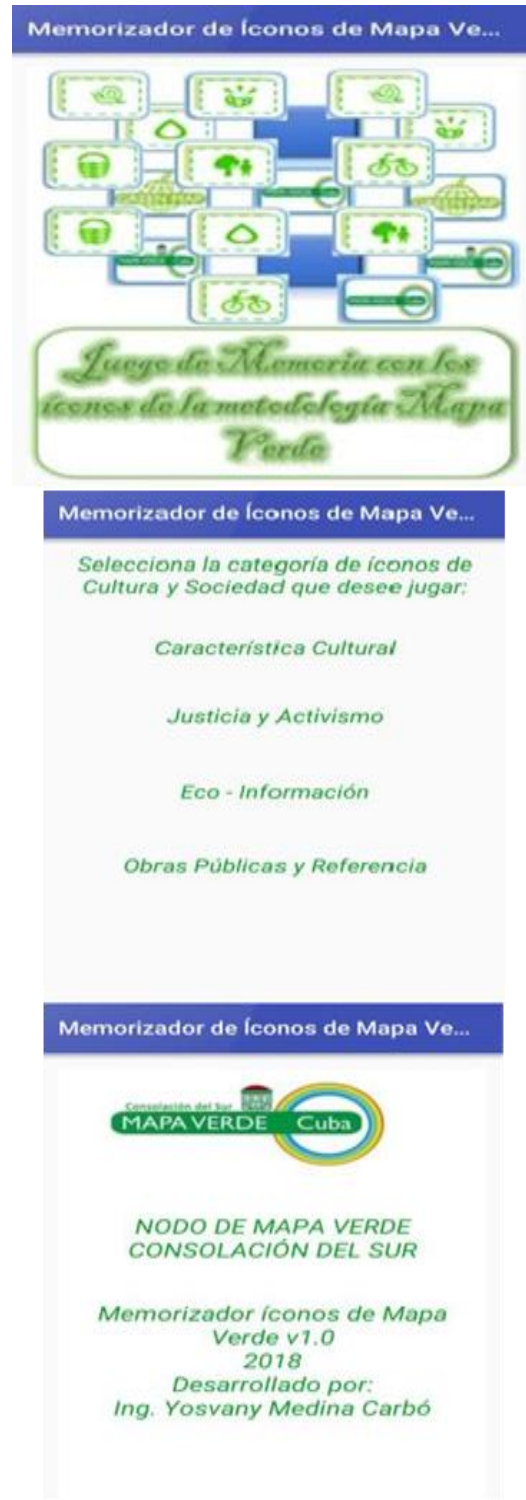 Memorizador de Íconos de Mapa Ve...
Juego de Memoria con los
íconos de la metodología Mapa
Verde
Memorizador de Íconos de Mapa Ve...
Selecciona la categoría de íconos de
Cultura y Sociedad que desee jugar:
Característica Cultural
Justicia y Activismo
Eco - Información
Obras Públicas y Referencia
Memorizador de Íconos de Mapa Ve...
Consolación del Sur
MAPA VERDE Cuba
NODO DE MAPA VERDE
CONSOLACIÓN DEL SUR
Memorizador íconos de Mapa
Verde v1.0
2018
Desarrollado por:
Ing. Yosvany Medina Carbó